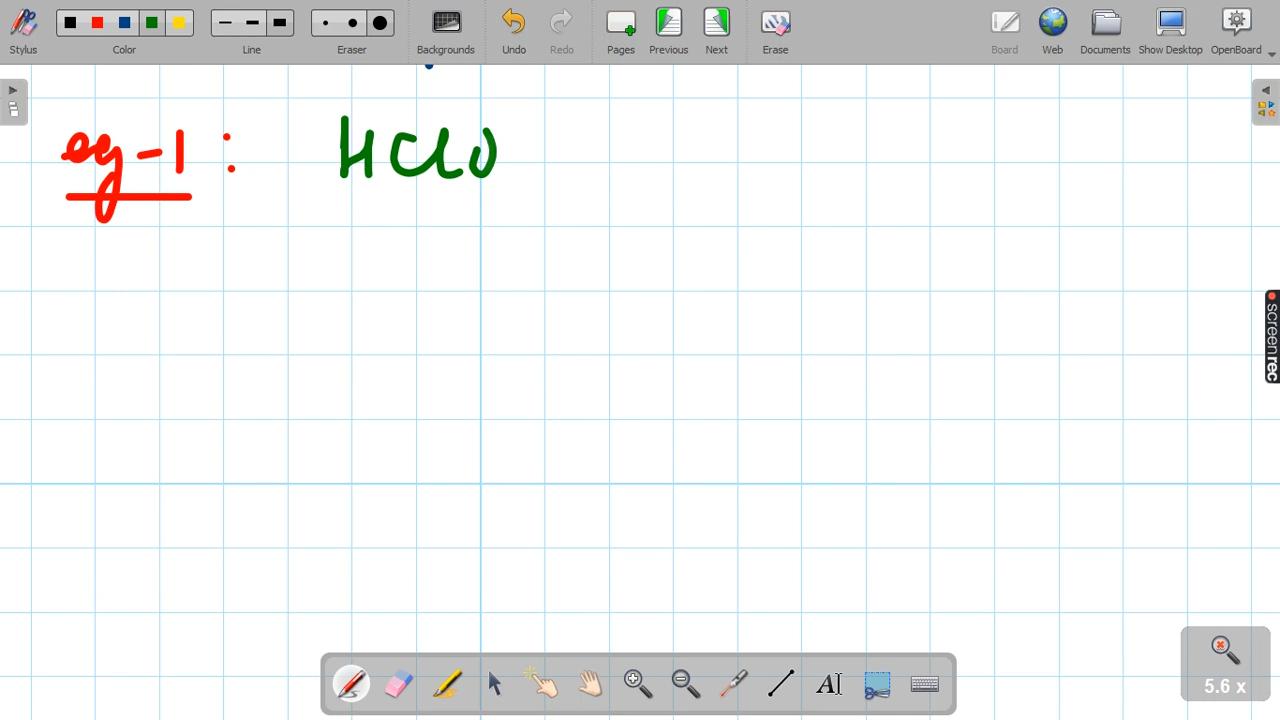 Stylus
Color
Line
Eraser
Backgrounds
Undo
Redo
Pages
Previous
Next
Erase
Board
Web
Documents
Show Desktop
OpenBoard
eg-1 : HClO
screenrec
A
5.6 x